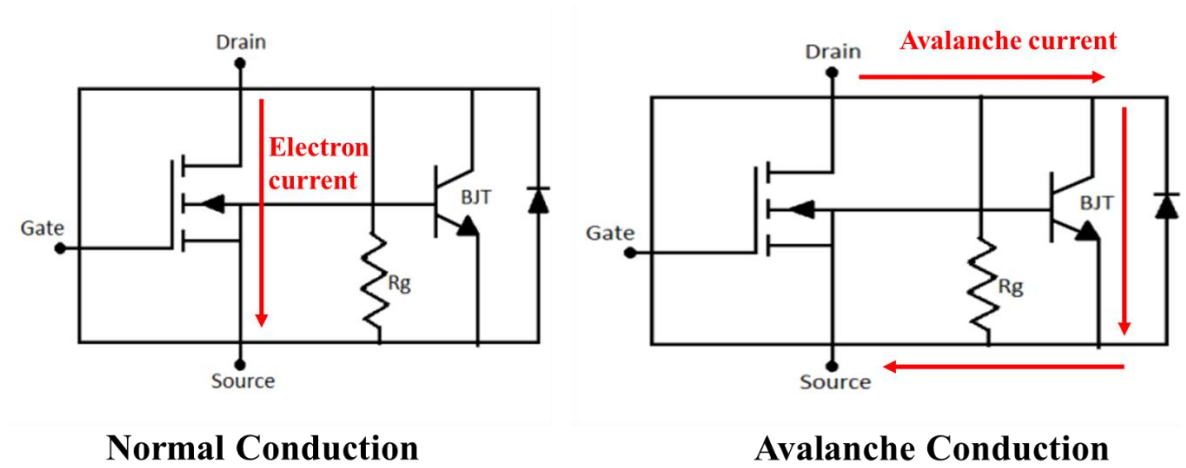 Drain
Electron
current
BJT
Gate
Rg
Source
Normal Conduction
Avalanche current
Drain
BJT
Gate
Rg
Source
Avalanche Conduction